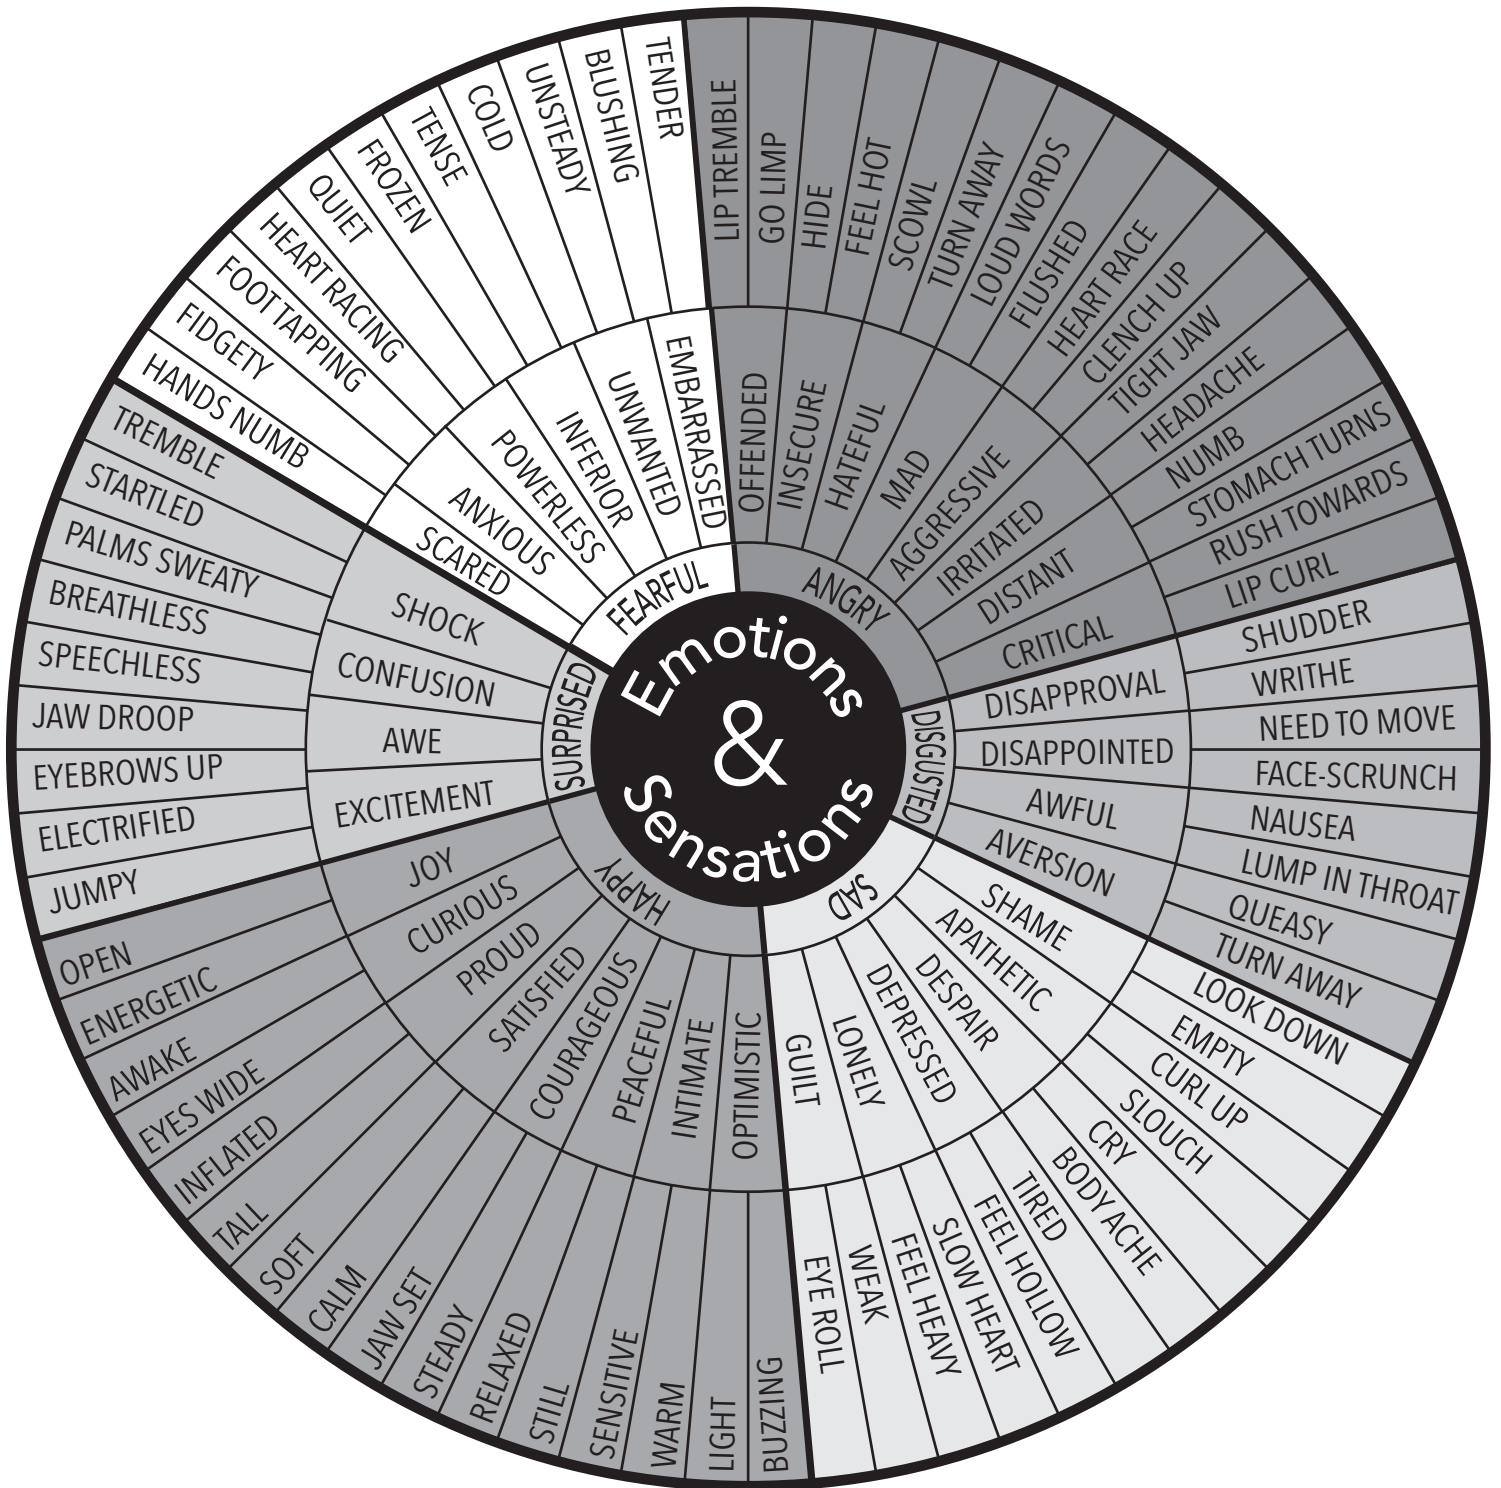 Emotions
&
Sensations
ANGRY
DISGUSTED
SAD
HAPPY
SURPRISED
FEARFUL
OFFENDED
INSECURE
HATEFUL
MAD
AGGRESSIVE
IRRITATED
DISTANT
CRITICAL
DISAPPROVAL
DISAPPOINTED
AWFUL
AVERSION
SHAME
APATHETIC
DESPAIR
DEPRESSED
LONELY
GUILT
OPTIMISTIC
INTIMATE
PEACEFUL
COURAGEOUS
SATISFIED
PROUD
CURIOUS
JOY
EXCITEMENT
AWE
CONFUSION
SHOCK
SCARED
ANXIOUS
POWERLESS
INFERIOR
UNWANTED
EMBARRASSED
LIP TREMBLE
GO LIMP
HIDE
FEEL HOT
SCOWL
TURN AWAY
LOUD WORDS
FLUSHED
HEART RACE
CLENCH UP
TIGHT JAW
HEADACHE
NUMB
STOMACH TURNS
RUSH TOWARDS
LIP CURL
SHUDDER
WRITHE
NEED TO MOVE
FACE-SCRUNCH
NAUSEA
LUMP IN THROAT
QUEASY
TURN AWAY
LOOK DOWN
EMPTY
CURL UP
SLOUCH
CRY
BODY ACHE
TIRED
FEEL HOLLOW
SLOW HEART
FEEL HEAVY
WEAK
EYE ROLL
BUZZING
LIGHT
WARM
SENSITIVE
STILL
RELAXED
STEADY
JAW SET
CALM
SOFT
TALL
INFLATED
EYES WIDE
AWAKE
ENERGETIC
OPEN
JUMPY
ELECTRIFIED
EYEBROWS UP
JAW DROOP
SPEECHLESS
BREATHLESS
PALMS SWEATY
STARTLED
TREMBLE
HANDS NUMB
FIDGETY
FOOTTAPPING
HEART RACING
QUIET
FROZEN
TENSE
COLD
UNSTEADY
BLUSHING
TENDER